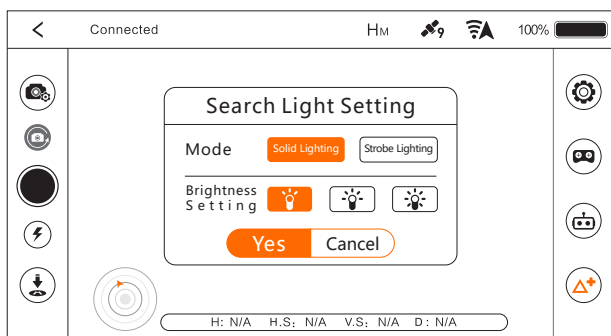 Connected HM 9 100%
Search Light Setting
Mode Solid Lighting Strobe Lighting
Brightness
Setting
Yes Cancel
H: N/A H.S: N/A V.S: N/A D: N/A